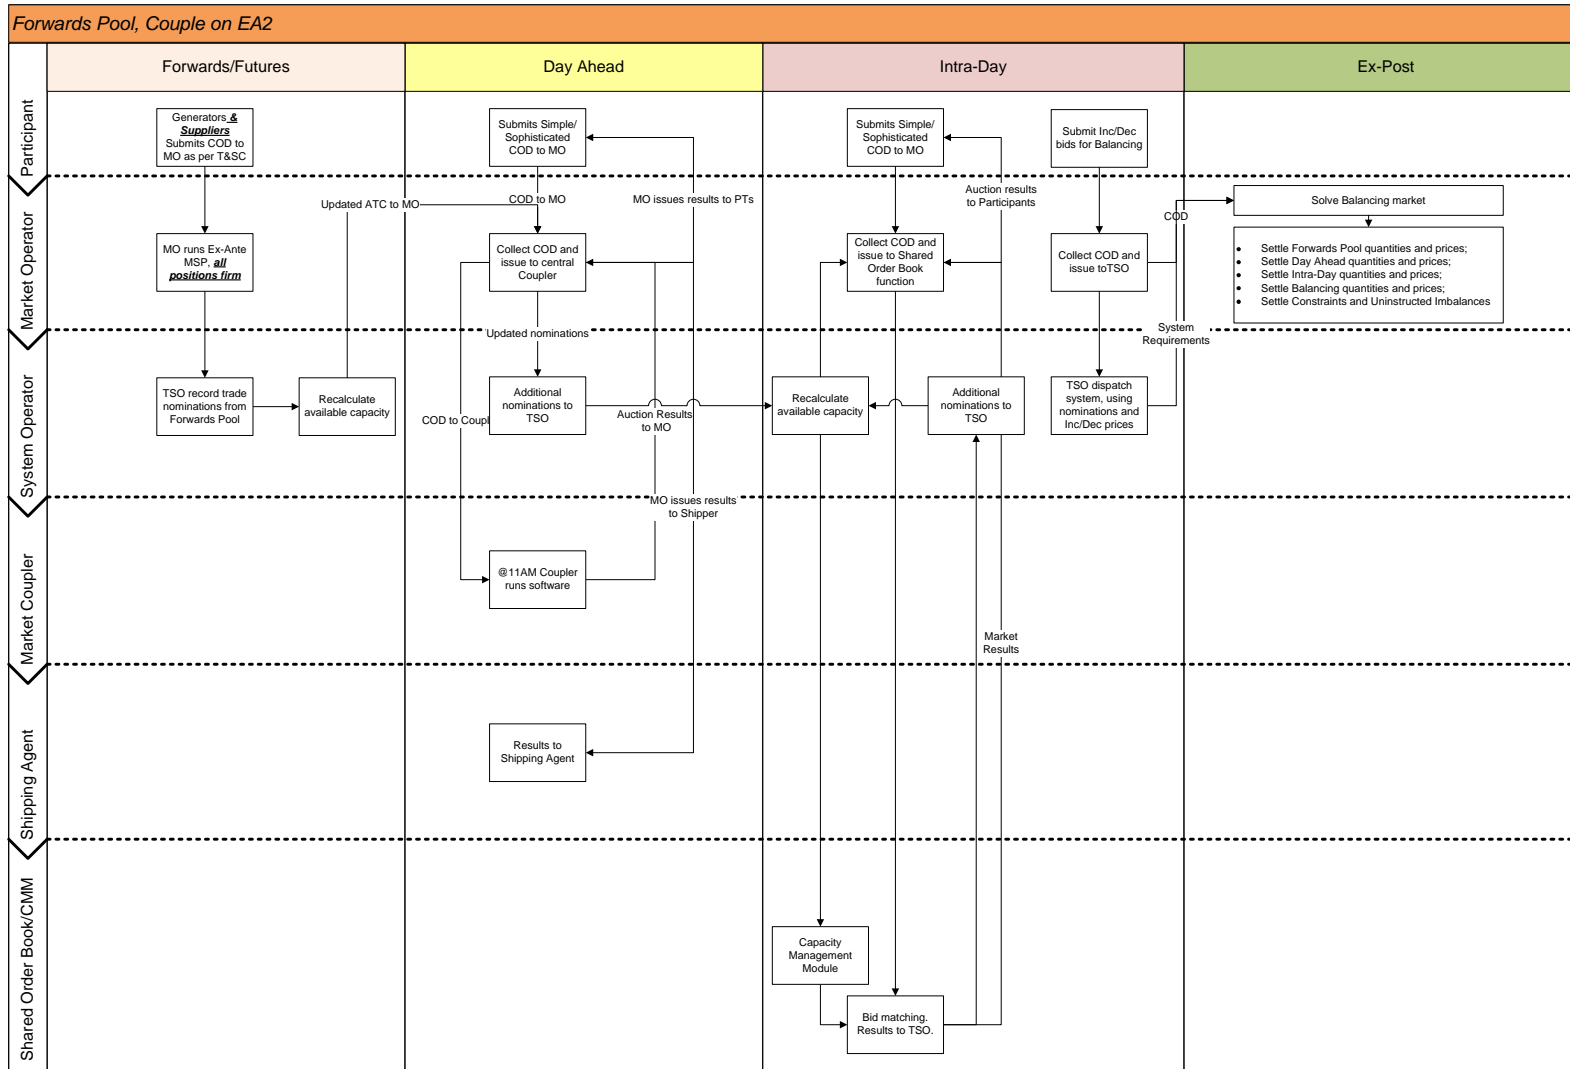 Forwards Pool, Couple on EA2
Forwards/Futures
Day Ahead
Intra-Day
Ex-Post
Participant
Generators &
Suppliers
Submits COD to
MO as per T&SC
Submits Simple/
Sophisticated
COD to MO
Submits Simple/
Sophisticated
COD to MO
Submit Inc/Dec
bids for Balancing
Updated ATC to MO
COD to MO
MO issues results to PTs
Auction results
to Participants
COD
Market Operator
MO runs Ex-Ante
MSP, all
positions firm
Collect COD and
issue to central
Coupler
Collect COD and
issue to Shared
Order Book
function
Collect COD and
issue toTSO
Solve Balancing market
• Settle Forwards Pool quantities and prices;
• Settle Day Ahead quantities and prices;
• Settle Intra-Day quantities and prices;
• Settle Balancing quantities and prices;
• Settle Constraints and Uninstructed Imbalances
Updated nominations
System
Requirements
System Operator
TSO record trade
nominations from
Forwards Pool
Recalculate
available capacity
COD to Coupl
Additional
nominations to
TSO
Auction Results
to MO
Recalculate
available capacity
Additional
nominations to
TSO
TSO dispatch
system, using
nominations and
Inc/Dec prices
MO issues results
to Shipper
Market Coupler
@11AM Coupler
runs software
Market
Results
Shipping Agent
Results to
Shipping Agent
Shared Order Book/CMM
Capacity
Management
Module
Bid matching.
Results to TSO.